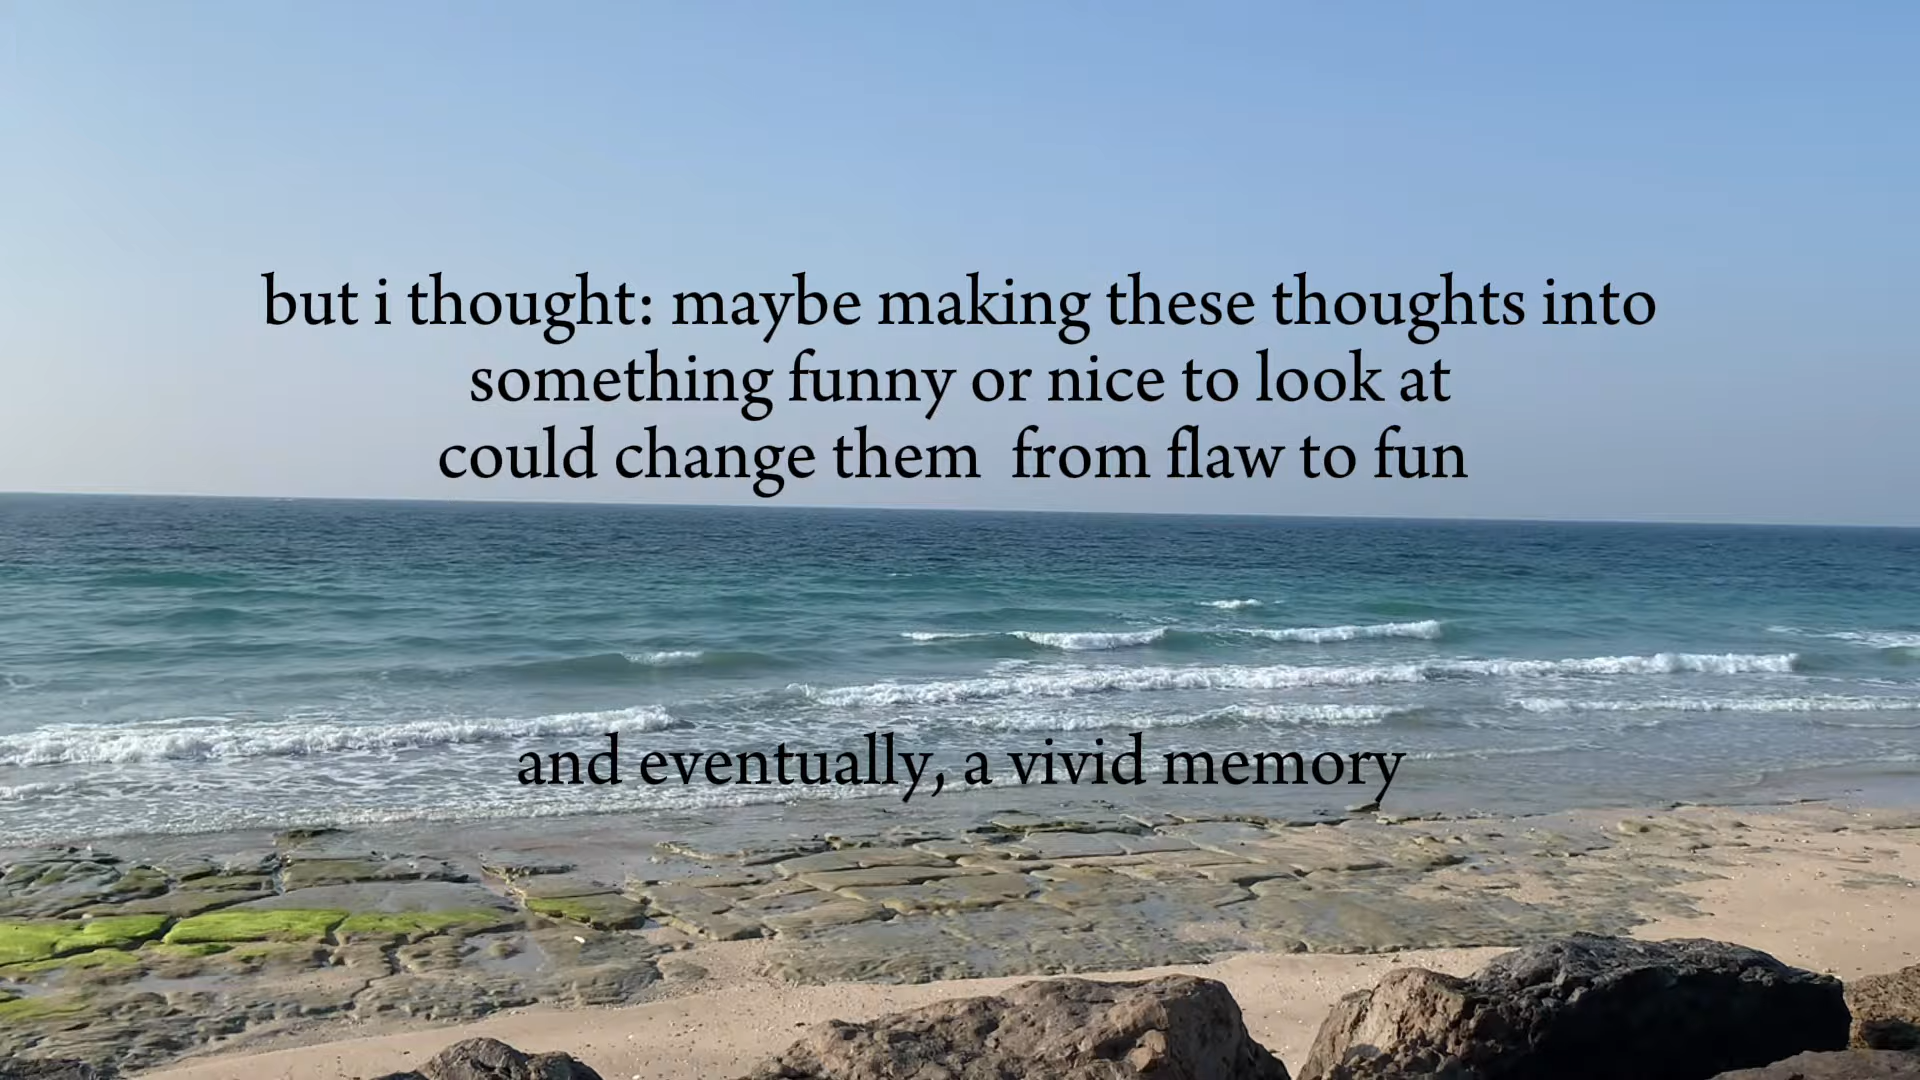 but i thought: maybe making these thoughts into
something funny or nice to look at
could change them  from flaw to fun
and eventually, a vivid memory